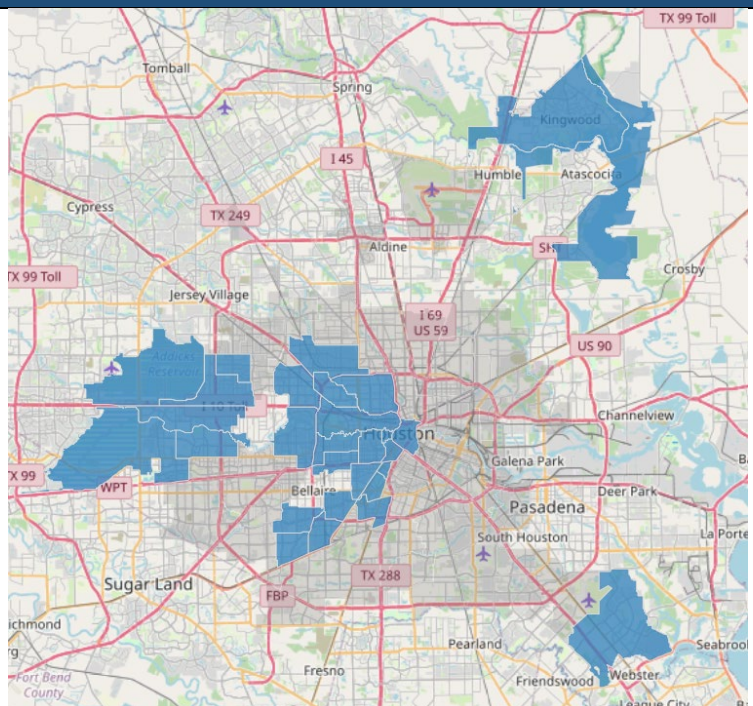 TX 99 Toll
Tomball
Spring
Kingwood
I 45
Humble
Atascocita
Cypress
TX 249
Aldine
SH
Crosby
TX 99 Toll
Jersey Village
I 69
US 59
US 90
Addicks
Reservoir
I 10 Toll
Channelview
Houston
Galena Park
TX 99
WPT
Bellaire
Deer Park
Pasadena
La Porte
South Houston
Sugar Land
TX 288
FBP
Richmond
Pearland
Seabrook
Fresno
Webster
Friendswood
Fort Bend
County
League City